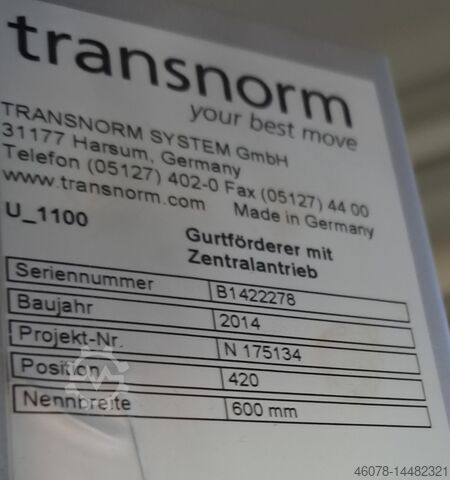 transnorm
your best move
TRANSNORM SYSTEM GmbH
31177 Harsum, Germany
Telefon (05127) 402-0 Fax (05127) 44 00
www.transnorm.com Made in Germany
U_1100 Gurtförderer mit
Zentralantrieb
Seriennummer B1422278
Baujahr 2014
Projekt-Nr. N 175134
Position 420
Nennbreite 600 mm
46078-14482321